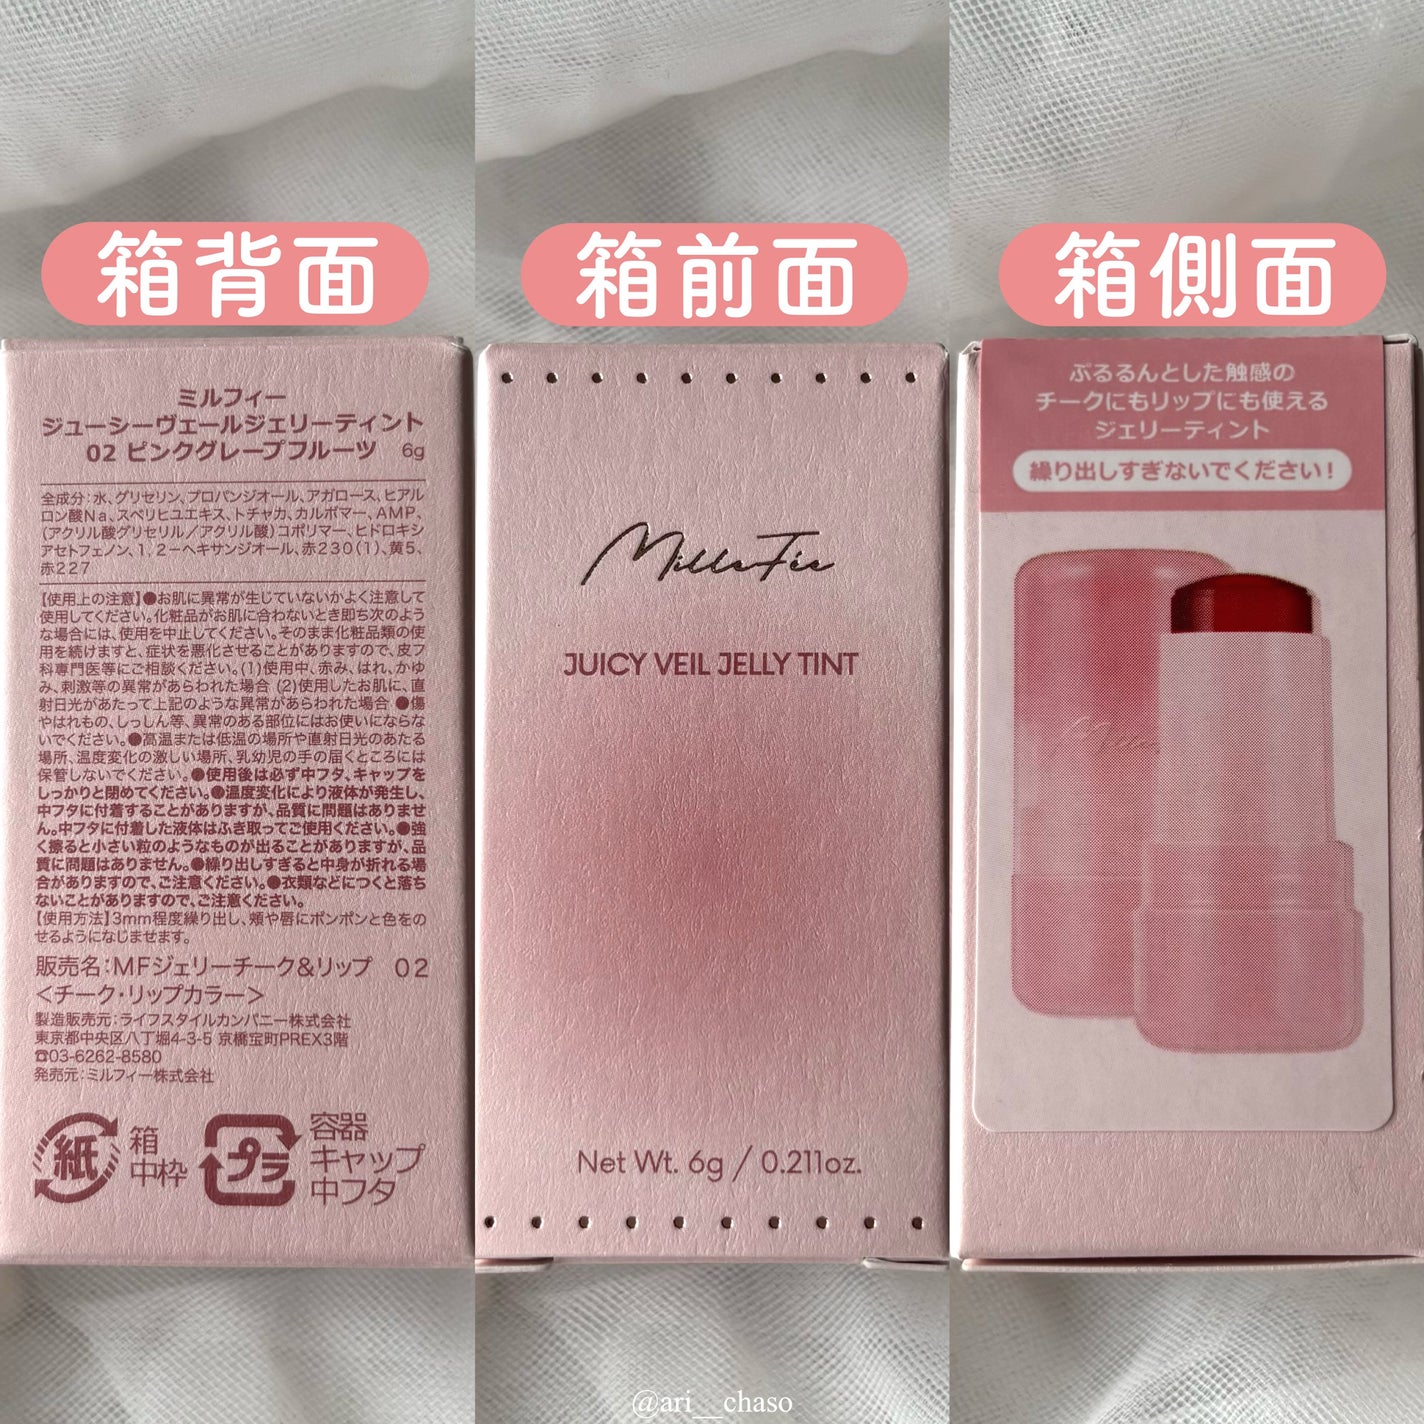 箱背面
ミルフィー
ジューシーヴェールジェリーティント
02 ピンクグレープフルーツ 6g
全成分:水、グリセリン、プロパンジオール、アガロース、ヒアル
ロン酸Na、スベリヒユエキス、トチャカ、カルボマー、AMP、
(アクリル酸グリセリル/アクリル酸)コポリマー、ヒドロキシ
アセトフェノン、1,2-ヘキサンジオール、赤230(1)、黄5、
赤227
【使用上の注意】●お肌に異常が生じていないかよく注意して
使用してください。化粧品がお肌に合わないとき即ち次のよう
な場合には、使用を中止してください。そのまま化粧品類の使
用を続けますと、症状を悪化させることがありますので、皮フ
科専門医等にご相談ください。(1)使用中、赤み、はれ、かゆ
み、刺激等の異常があらわれた場合 (2)使用したお肌に、直
射日光があたって上記のような異常があらわれた場合 ●傷
やはれもの、しっしん等、異常のある部位にはお使いにならな
いでください。●高温または低温の場所や直射日光のあたる
場所、温度変化の激しい場所、乳幼児の手の届くところには
保管しないでください。●使用後は必ず中フタ、キャップを
しっかりと閉めてください。●温度変化により液体が発生し、
中フタに付着することがありますが、品質に問題はありませ
ん。中フタに付着した液体はふき取ってご使用ください。●強
く擦ると小さい粒のようなものが出ることがありますが、品
質に問題はありません。●繰り出しすぎると中身が折れる場
合がありますので、ご注意ください。●衣類などにつくと落ち
ないことがありますので、ご注意ください。
【使用方法】3mm程度繰り出し、頬や唇にポンポンと色をの
せるようになじませます。
販売名:MFジェリーチーク&リップ 02
<チーク・リップカラー>
製造販売元:ライフスタイルカンパニー株式会社
東京都中央区八丁堀4-3-5 京橋宝町PREX3階
☎03-6262-8580
発売元:ミルフィー株式会社
紙
箱
中枠
プラ
容器
キャップ
中フタ
箱前面
MilleFée
JUICY VEIL JELLY TINT
Net Wt. 6g / 0.211oz.
箱側面
ぷるるんとした触感の
チークにもリップにも使える
ジェリーティント
繰り出しすぎないでください!
@ari__chaso